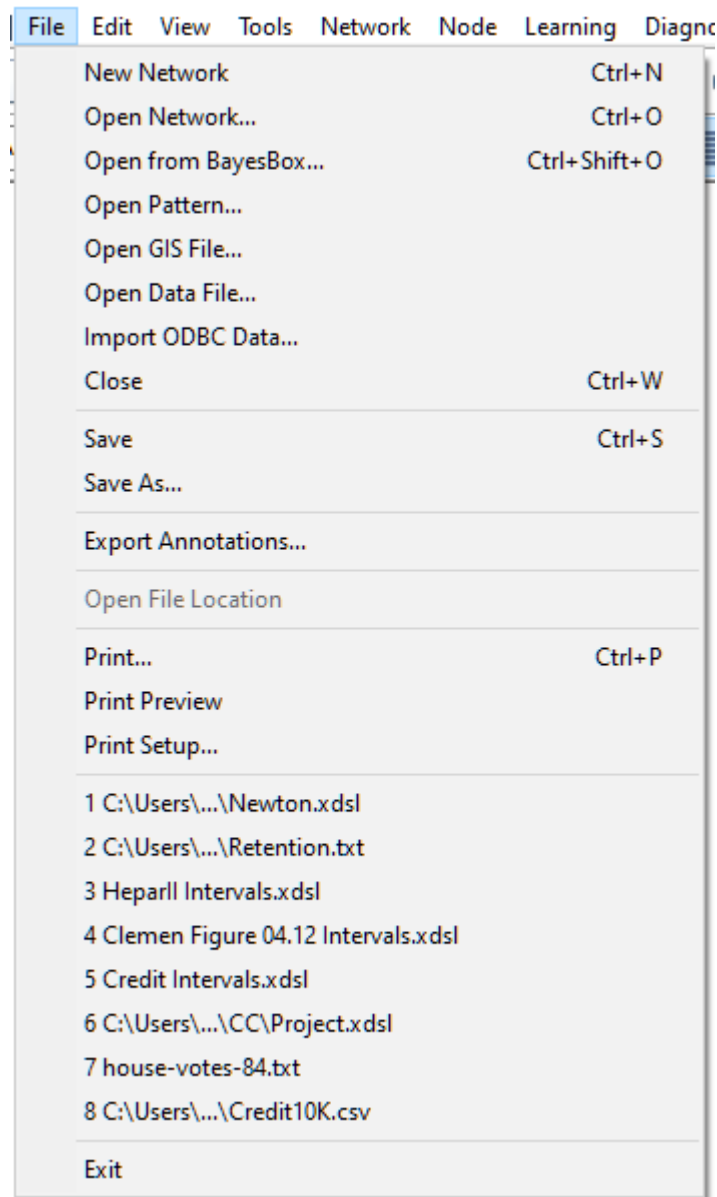 File Edit View Tools Network Node Learning Diagno
New Network Ctrl+N
Open Network... Ctrl+O
Open from BayesBox... Ctrl+Shift+O
Open Pattern...
Open GIS File...
Open Data File...
Import ODBC Data...
Close Ctrl+W
Save Ctrl+S
Save As...
Export Annotations...
Open File Location
Print... Ctrl+P
Print Preview
Print Setup...
1 C:\Users\...\Newton.xdsl
2 C:\Users\...\Retention.txt
3 HeparII Intervals.xdsl
4 Clemen Figure 04.12 Intervals.xdsl
5 Credit Intervals.xdsl
6 C:\Users\...\CC\Project.xdsl
7 house-votes-84.txt
8 C:\Users\...\Credit10K.csv
Exit